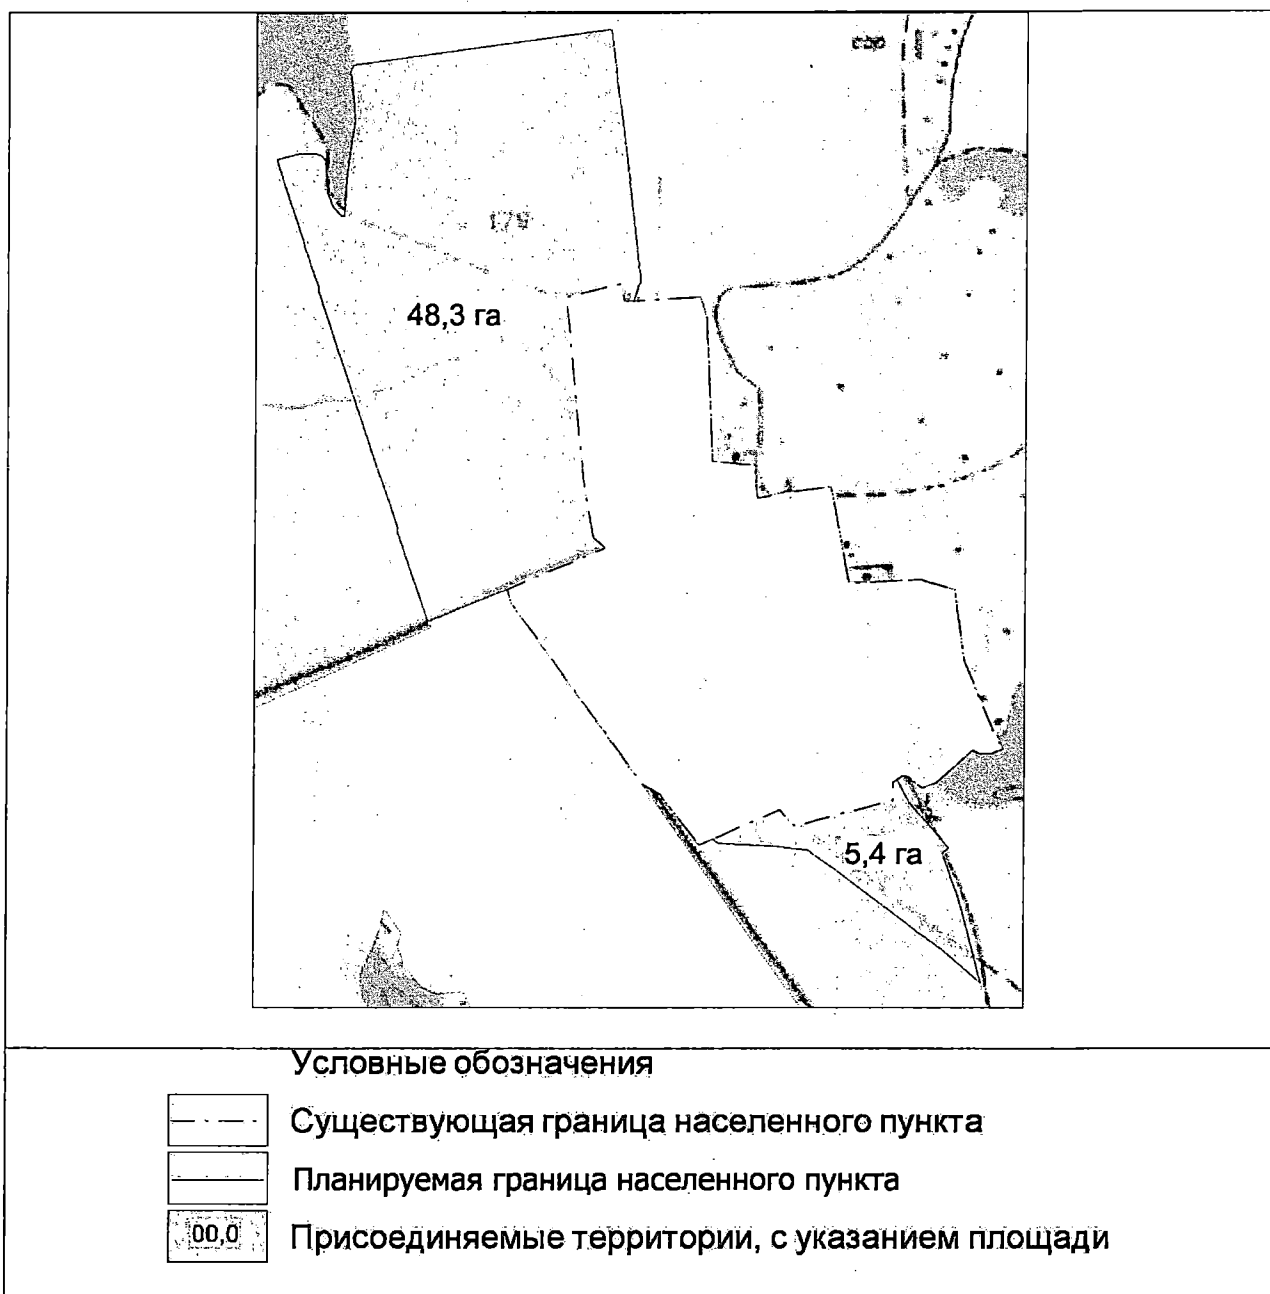 48,3 га
5,4 га
Условные обозначения
Существующая граница населенного пункта
Планируемая граница населенного пункта
00,0
Присоединяемые территории, с указанием площади